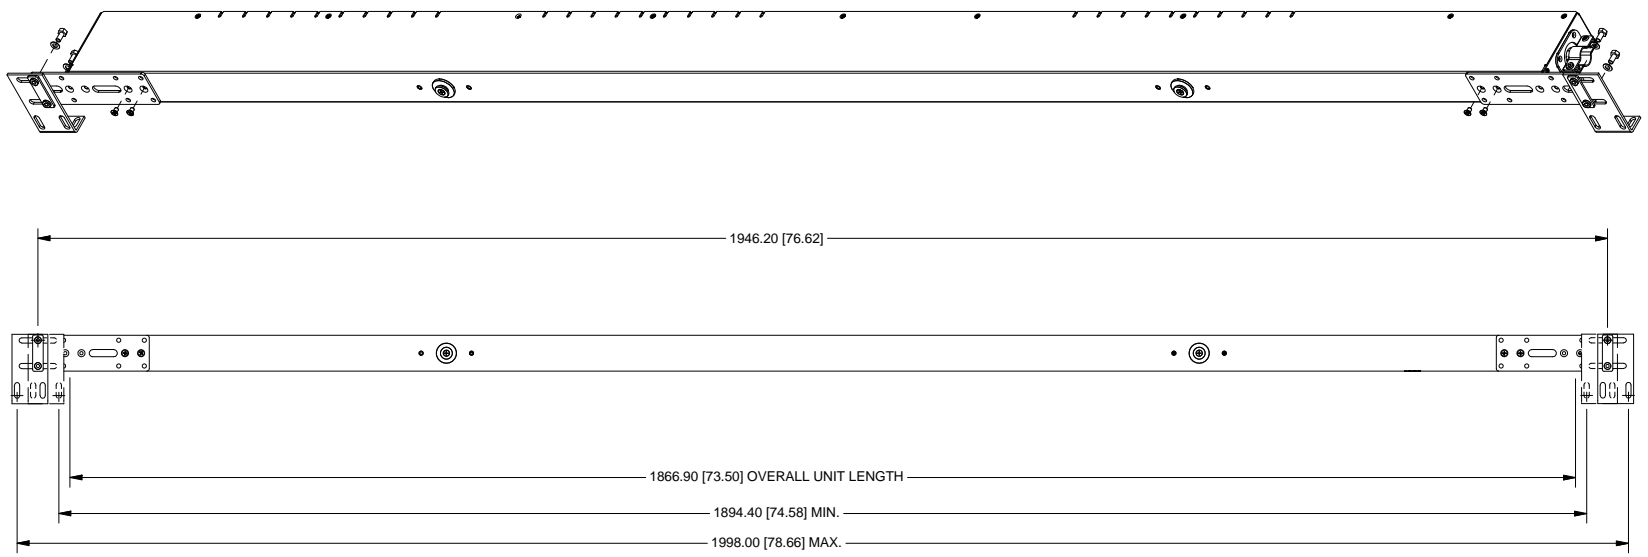 1946.20 [76.62]
1866.90 [73.50] OVERALL UNIT LENGTH
1894.40 [74.58] MIN.
1998.00 [78.66] MAX.